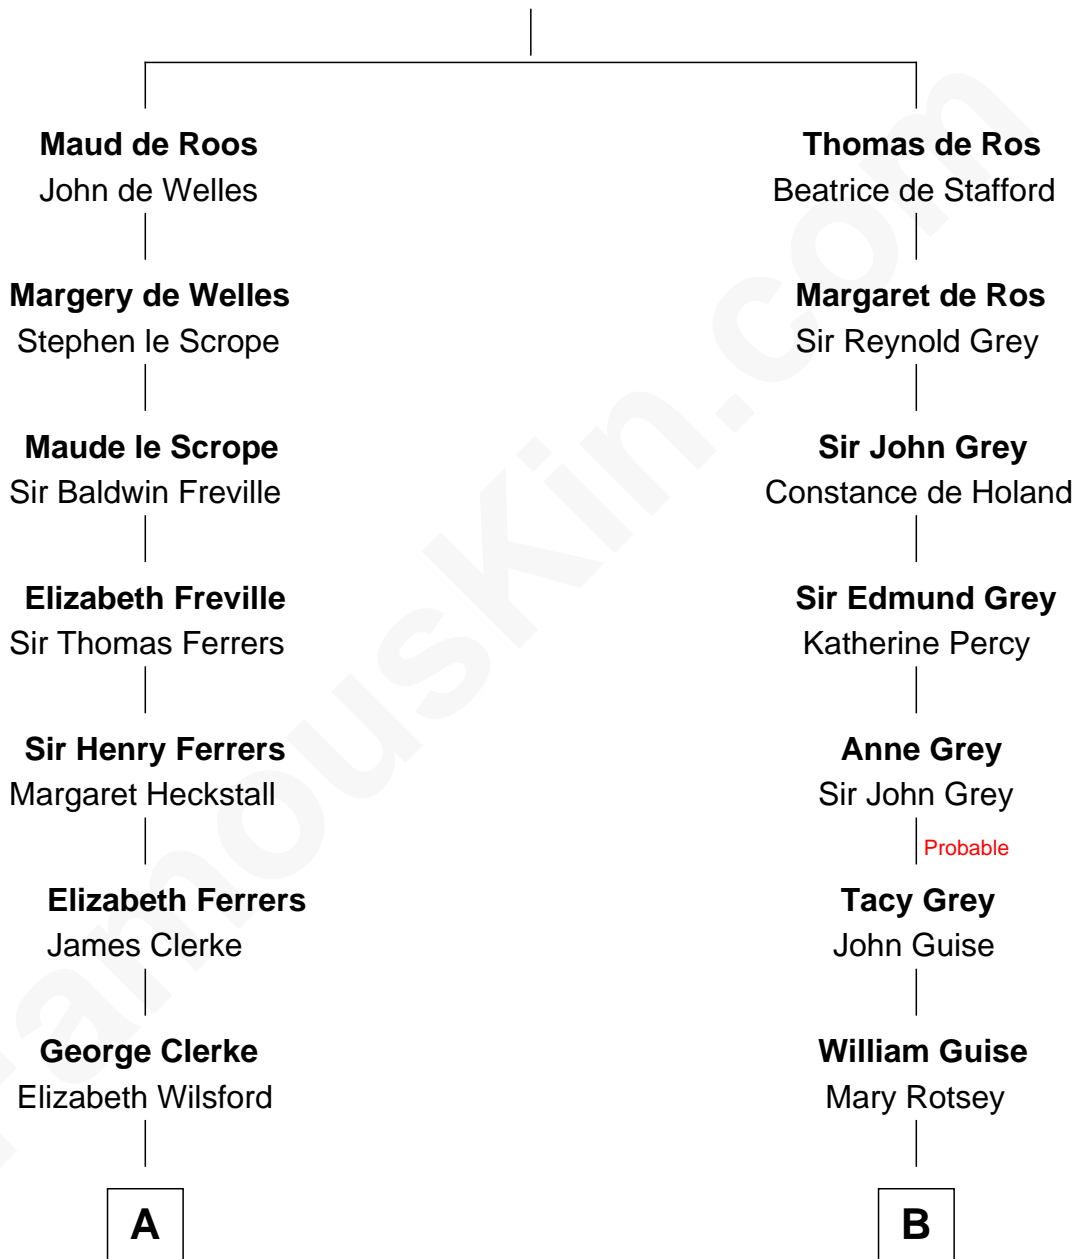 Maud de Roos
John de Welles
Thomas de Ros
Beatrice de Stafford
Margery de Welles
Stephen le Scrope
Margaret de Ros
Sir Reynold Grey
Maude le Scrope
Sir Baldwin Freville
Sir John Grey
Constance de Holand
Elizabeth Freville
Sir Thomas Ferrers
Sir Edmund Grey
Katherine Percy
Sir Henry Ferrers
Margaret Heckstall
Anne Grey
Sir John Grey
Probable
Elizabeth Ferrers
James Clerke
Tacy Grey
John Guise
George Clerke
Elizabeth Wilsford
William Guise
Mary Rotsey
A
B
FamousKin.com